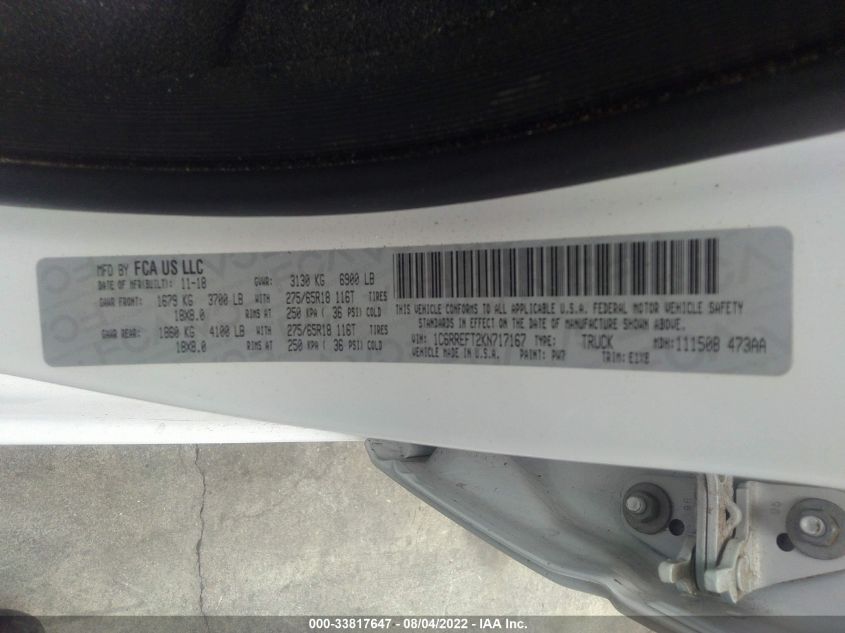 MFD BY FCA US LLC
DATE OF MFR(BUILT): 11-18 GVWR: 3130 KG 6900 LB
GAWR FRONT: 1679 KG 3700 LB WITH 275/65R18 116T TIRES
18X8.0 RIMS AT 250 KPA ( 36 PSI) COLD
GAWR REAR: 1860 KG 4100 LB WITH 275/65R18 116T TIRES
18X8.0 RIMS AT 250 KPA ( 36 PSI) COLD
THIS VEHICLE CONFORMS TO ALL APPLICABLE U.S.A. FEDERAL MOTOR VEHICLE SAFETY
STANDARDS IN EFFECT ON THE DATE OF MANUFACTURE SHOWN ABOVE.
VIN: 1C6RREFT2KN717167 TYPE: TRUCK MDH: 111508 473AA
VEHICLE MADE IN U.S.A. PAINT: PW7 TRIM: E1X8
000-33817647 - 08/04/2022 - IAA Inc.